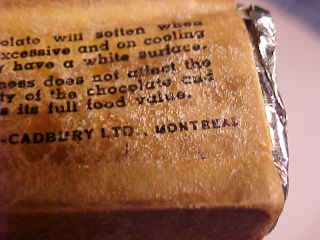 olate will soften when
xcessive and on cooling
y have a white surface.
ness does not affect the
ty of the chocolate and
s its full food value.
-CADBURY LTD., MONTREAL